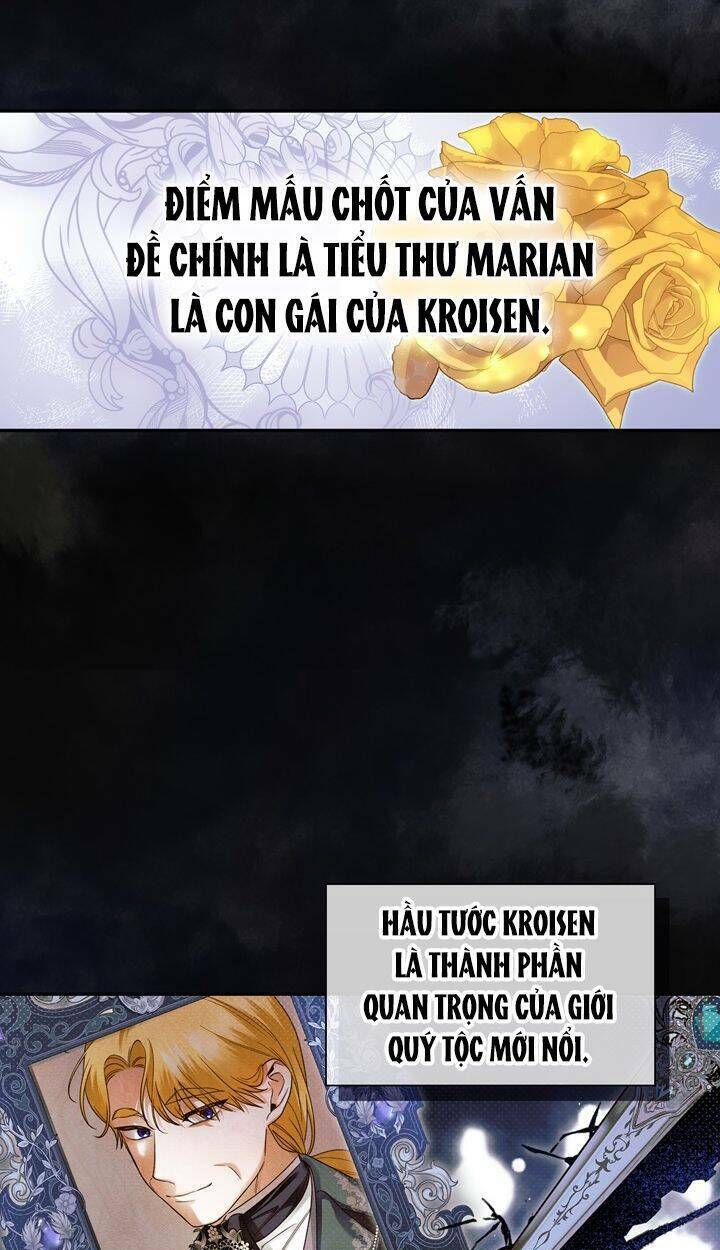 ĐIỂM MẤU CHỐT CỦA VẤN
ĐỀ CHÍNH LÀ TIỂU THƯ MARIAN
LÀ CON GÁI CỦA KROISEN.
HẦU TƯỚC KROISEN
LÀ THÀNH PHẦN
QUAN TRỌNG CỦA GIỚI
QUÝ TỘC MỚI NỔI.